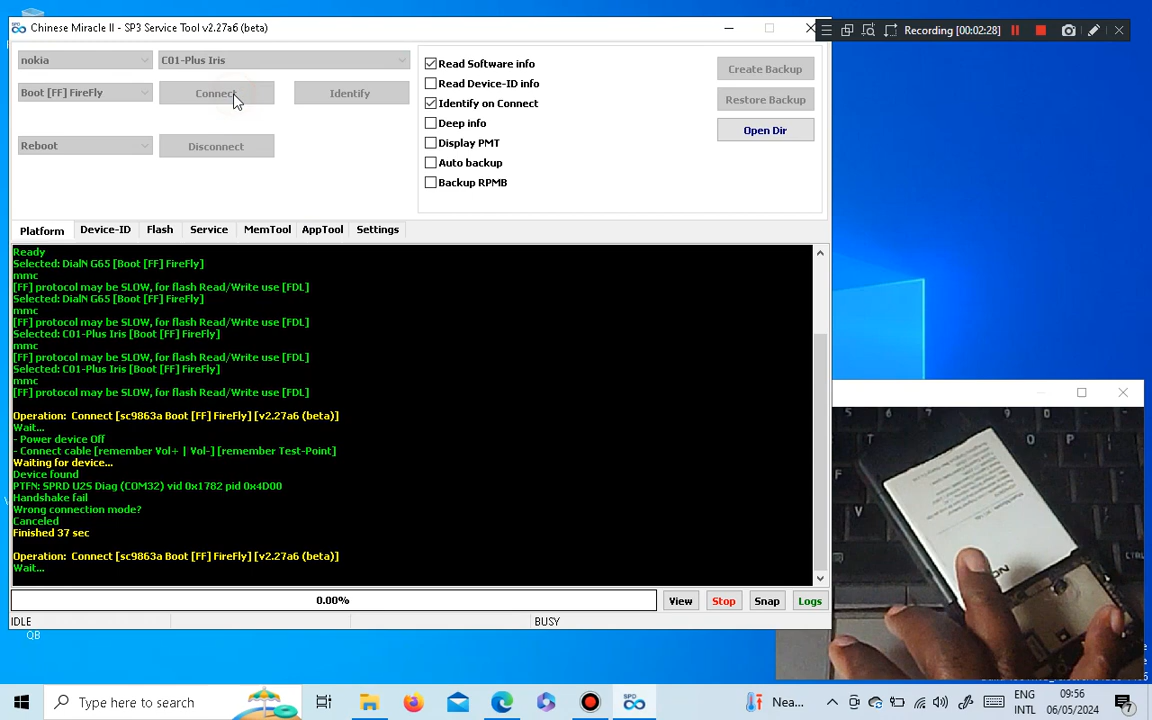 Chinese Miracle II - SP3 Service Tool v2.27a6 (beta)
Recording [00:02:28]
nokia
C01-Plus Iris
Boot [FF] FireFly
Connect
Identify
Reboot
Disconnect
Read Software info
Read Device-ID info
Identify on Connect
Deep info
Display PMT
Auto backup
Backup RPMB
Create Backup
Restore Backup
Open Dir
Platform Device-ID Flash Service MemTool AppTool Settings
Ready
Selected: DialN G65 [Boot [FF] FireFly]
mmc
[FF] protocol may be SLOW, for flash Read/Write use [FDL]
Selected: DialN G65 [Boot [FF] FireFly]
mmc
[FF] protocol may be SLOW, for flash Read/Write use [FDL]
Selected: C01-Plus Iris [Boot [FF] FireFly]
mmc
[FF] protocol may be SLOW, for flash Read/Write use [FDL]
Selected: C01-Plus Iris [Boot [FF] FireFly]
mmc
[FF] protocol may be SLOW, for flash Read/Write use [FDL]
Operation: Connect [sc9863a Boot [FF] FireFly] [v2.27a6 (beta)]
Wait...
- Power device Off
- Connect cable [remember Vol+ | Vol-] [remember Test-Point]
Waiting for device...
Device found
PTFN: SPRD U2S Diag (COM32) vid 0x1782 pid 0x4D00
Handshake fail
Wrong connection mode?
Canceled
Finished 37 sec
Operation: Connect [sc9863a Boot [FF] FireFly] [v2.27a6 (beta)]
Wait...
0.00%
View
Stop
Snap
Logs
IDLE
BUSY
QB
Type here to search
SPD
Nea...
ENG
INTL
09:56
06/05/2024
7